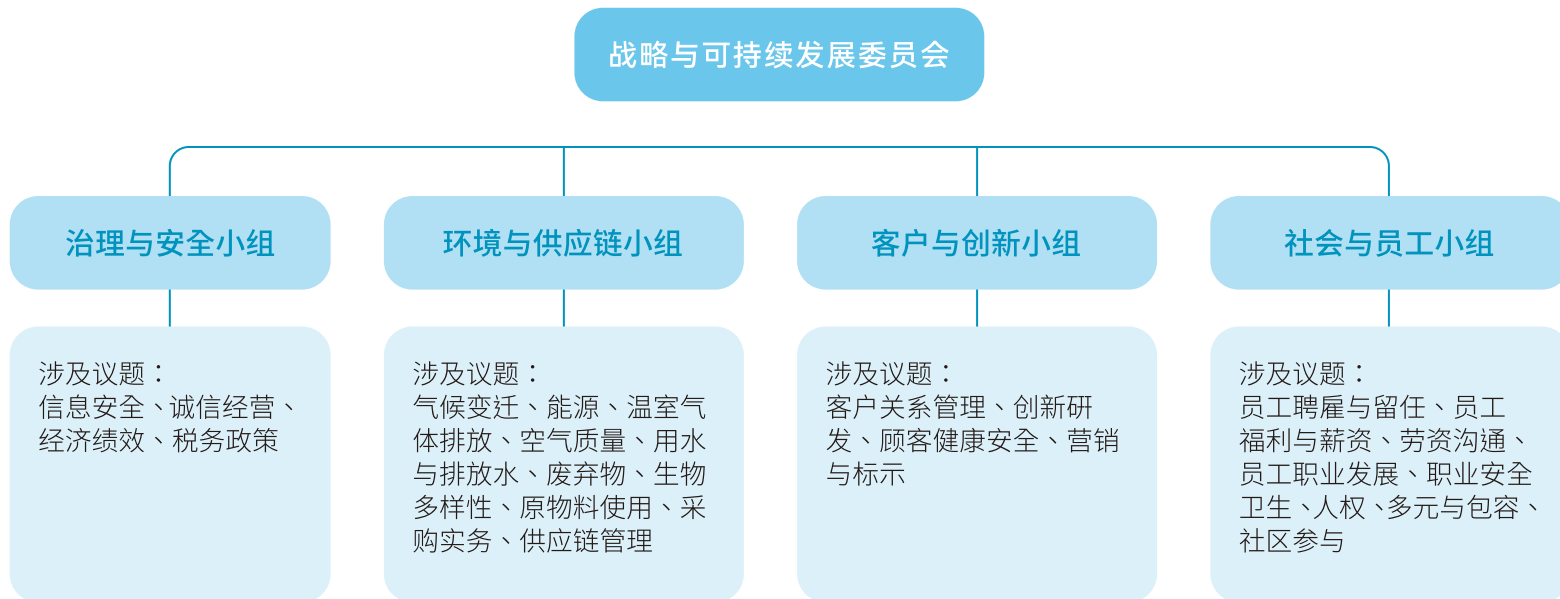 战略与可持续发展委员会
治理与安全小组
涉及议题：
信息安全、诚信经营、
经济绩效、税务政策
环境与供应链小组
涉及议题：
气候变迁、能源、温室气
体排放、空气质量、用水
与排放水、废弃物、生物
多样性、原物料使用、采
购实务、供应链管理
客户与创新小组
涉及议题：
客户关系管理、创新研
发、顾客健康安全、营销
与标示
社会与员工小组
涉及议题：
员工聘雇与留任、员工
福利与薪资、劳资沟通、
员工职业发展、职业安全
卫生、人权、多元与包容、
社区参与